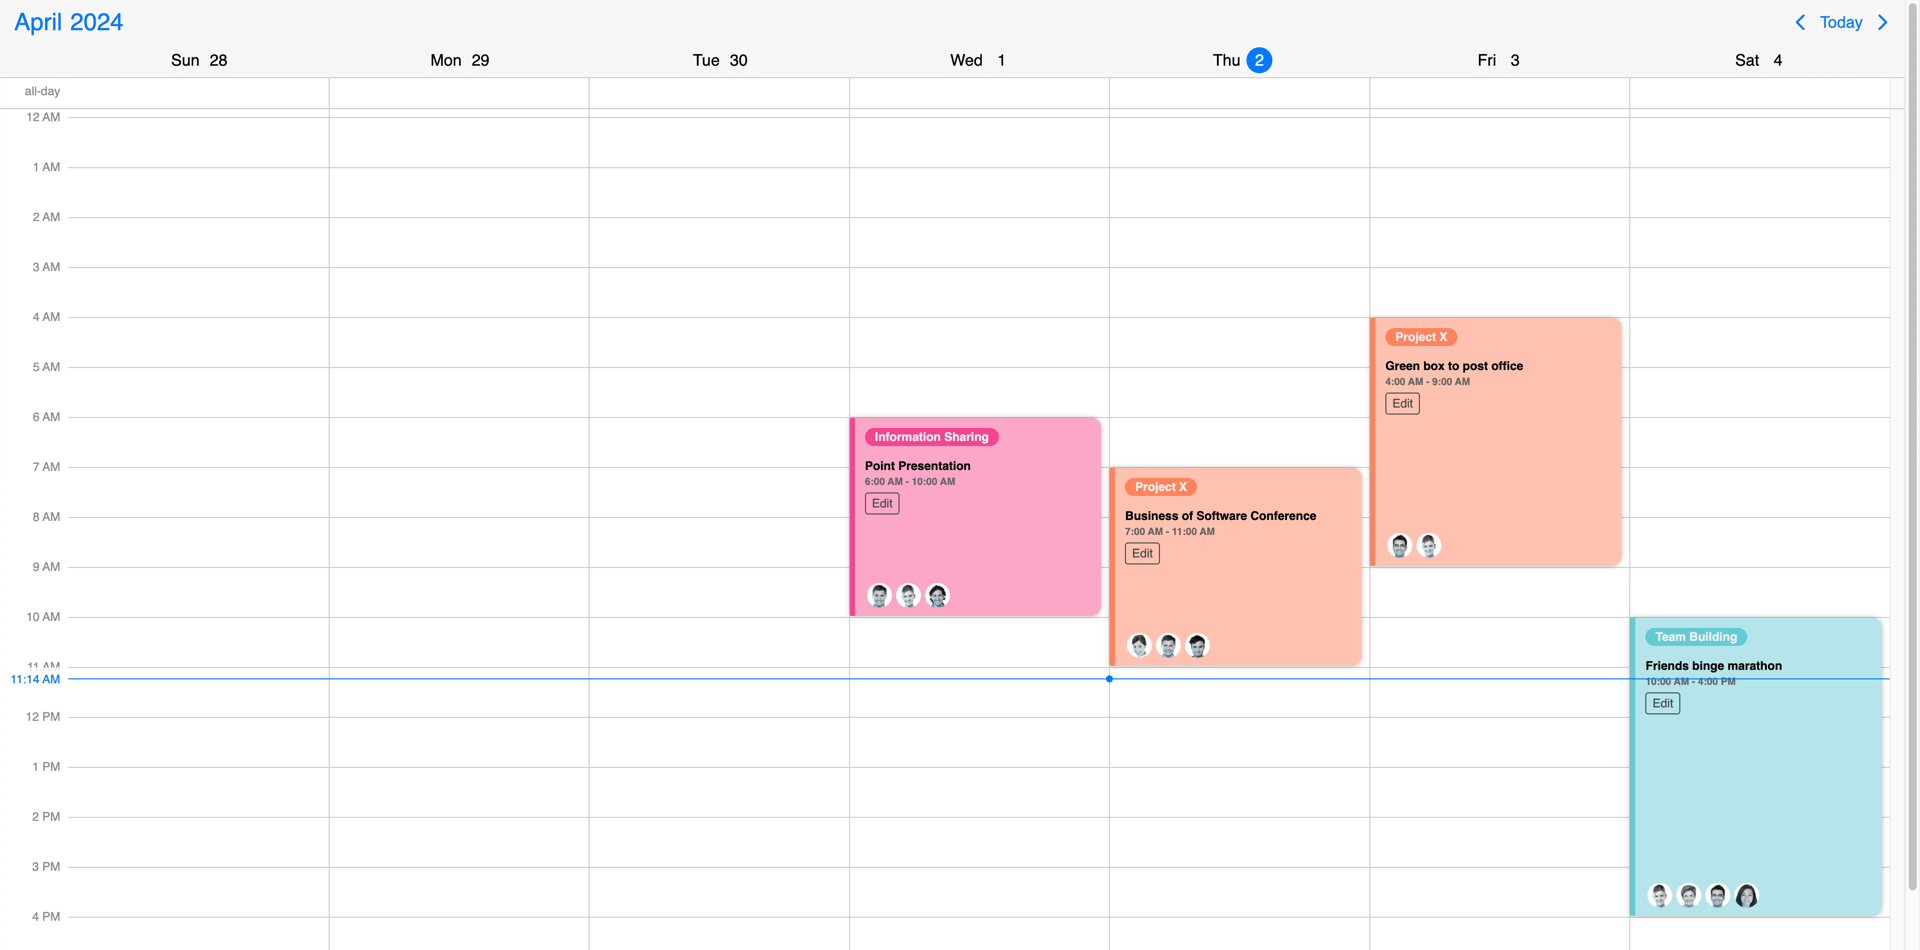 April 2024
Today
Sun 28
Mon 29
Tue 30
Wed 1
Thu 2
Fri 3
Sat 4
all-day
12 AM
1 AM
2 AM
3 AM
4 AM
5 AM
6 AM
7 AM
8 AM
9 AM
10 AM
11 AM
11:14 AM
12 PM
1 PM
2 PM
3 PM
4 PM
Information Sharing
Point Presentation
6:00 AM - 10:00 AM
Edit
Project X
Business of Software Conference
7:00 AM - 11:00 AM
Edit
Project X
Green box to post office
4:00 AM - 9:00 AM
Edit
Team Building
Friends binge marathon
10:00 AM - 4:00 PM
Edit